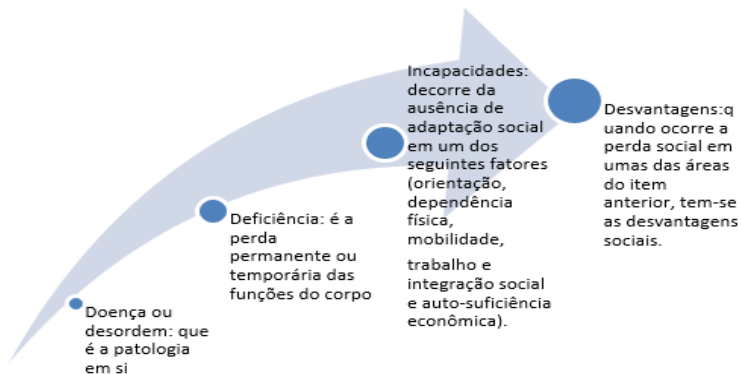 Doença ou
desordem: que
é a patologia
em si
Deficiência: é a
perda
permanente ou
temporária das
funções do corpo
Incapacidades:
decorre da
ausência de
adaptação social
em um dos
seguintes fatores
(orientação,
dependência
física,
mobilidade,
trabalho e
integração social
e auto-suficiência
econômica).
Desvantagens:q
uando ocorre a
perda social em
umas das áreas
do item
anterior, tem-se
as desvantagens
sociais.